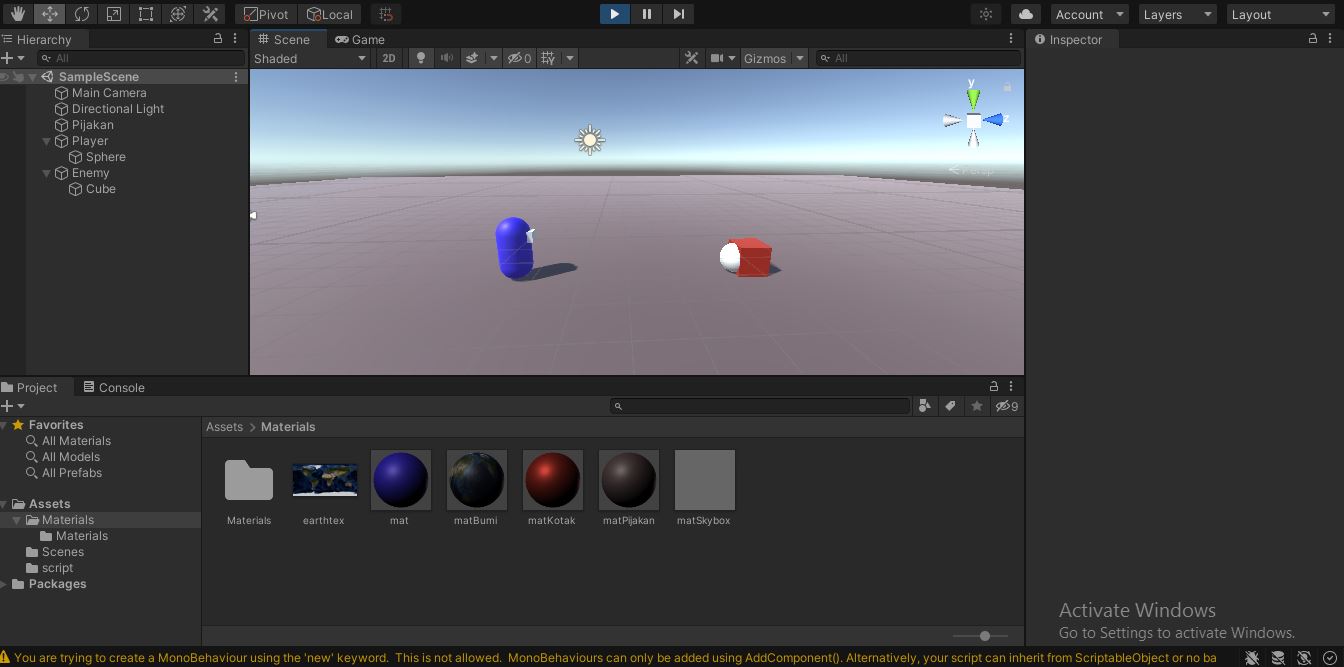 Pivot Local Account Layers Layout
Hierarchy
All
SampleScene
Main Camera
Directional Light
Pijakan
Player
Sphere
Enemy
Cube
Scene Game
Shaded 2D 0 Gizmos All
y
z
Persp
Inspector
Project Console
9
Favorites
All Materials
All Models
All Prefabs
Assets
Materials
Materials
Scenes
script
Packages
Assets > Materials
Materials earthtex mat matBumi matKotak matPijakan matSkybox
Activate Windows
Go to Settings to activate Windows.
You are trying to create a MonoBehaviour using the 'new' keyword. This is not allowed. MonoBehaviours can only be added using AddComponent(). Alternatively, your script can inherit from ScriptableObject or no ba